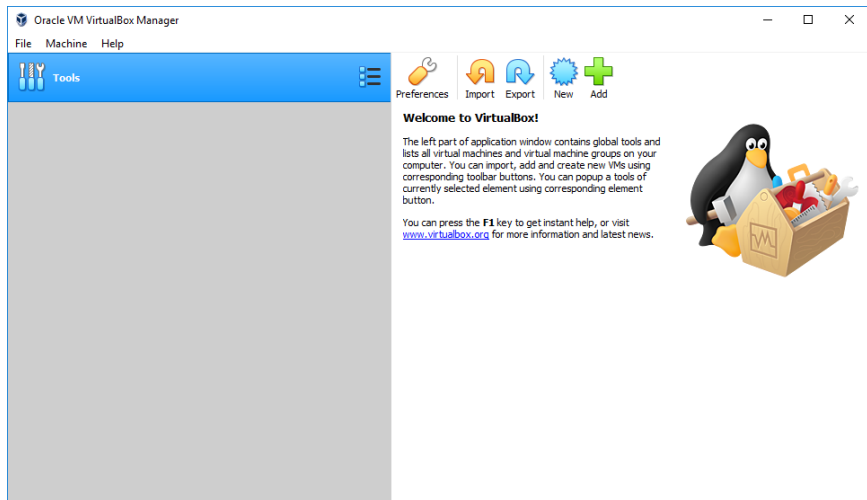 Oracle VM VirtualBox Manager
File Machine Help
Tools
Preferences Import Export New Add
Welcome to VirtualBox!
The left part of application window contains global tools and
lists all virtual machines and virtual machine groups on your
computer. You can import, add and create new VMs using
corresponding toolbar buttons. You can popup a tools of
currently selected element using corresponding element
button.
You can press the F1 key to get instant help, or visit
www.virtualbox.org for more information and latest news.